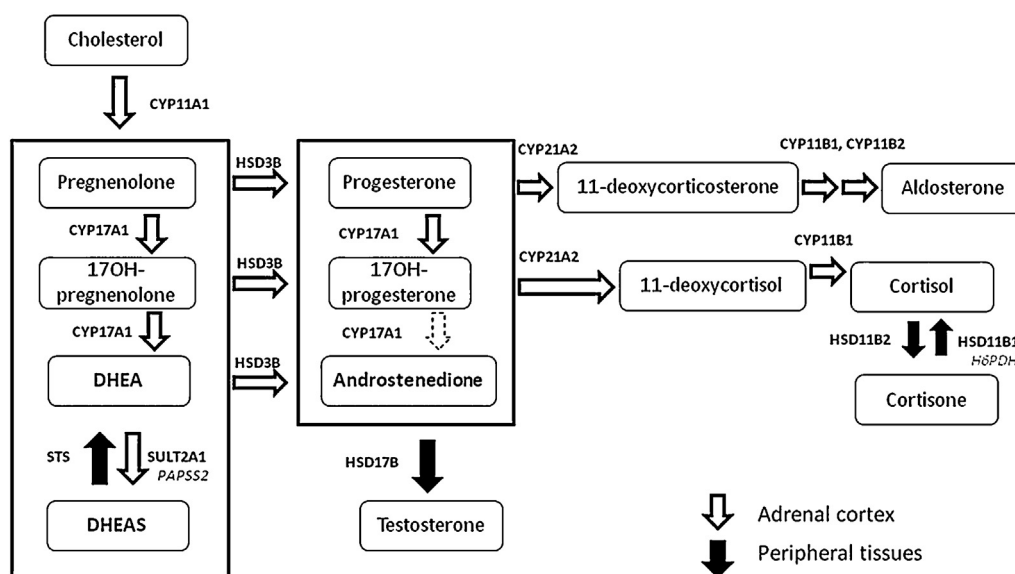 Cholesterol
CYP11A1
HSD3B
Pregnenolone
Progesterone
CYP21A2
11-deoxycorticosterone
CYP11B1, CYP11B2
Aldosterone
CYP17A1
CYP17A1
17OH-
pregnenolone
HSD3B
17OH-
progesterone
CYP21A2
11-deoxycortisol
CYP11B1
Cortisol
CYP17A1
CYP17A1
HSD11B2
HSD11B1
H6PDH
DHEA
HSD3B
Androstenedione
Cortisone
STS
SULT2A1
PAPSS2
HSD17B
DHEAS
Testosterone
Adrenal cortex
Peripheral tissues